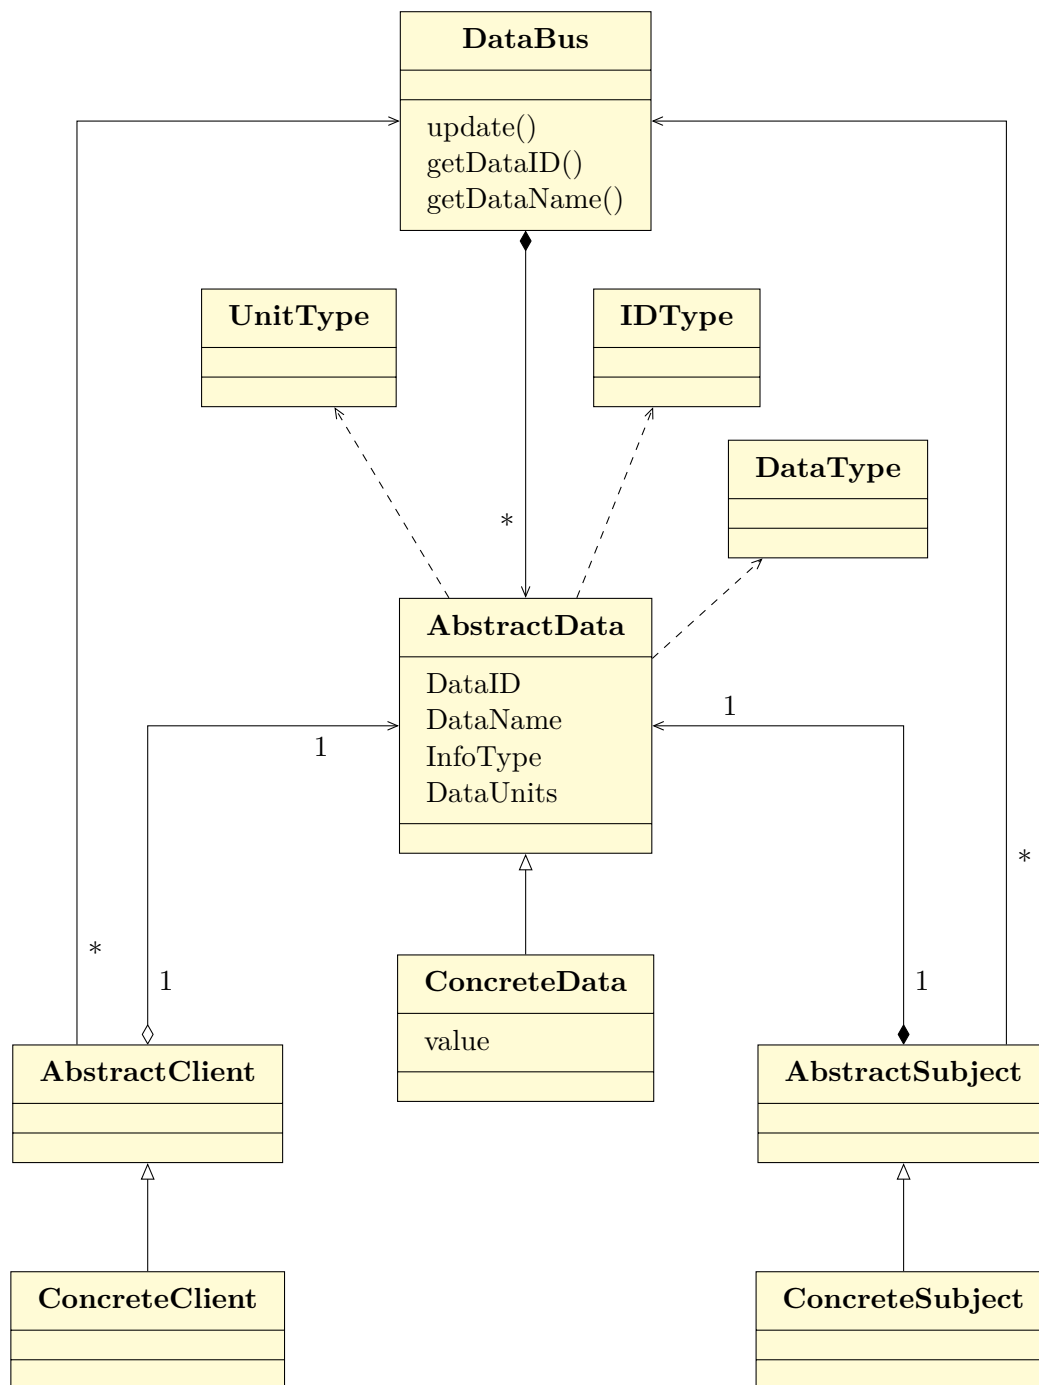 DataBus
update()
getDataID()
getDataName()
UnitType
IDType
DataType
*
AbstractData
DataID
DataName
InfoType
DataUnits
1
1
*
*
1
1
ConcreteData
value
AbstractClient
AbstractSubject
ConcreteClient
ConcreteSubject